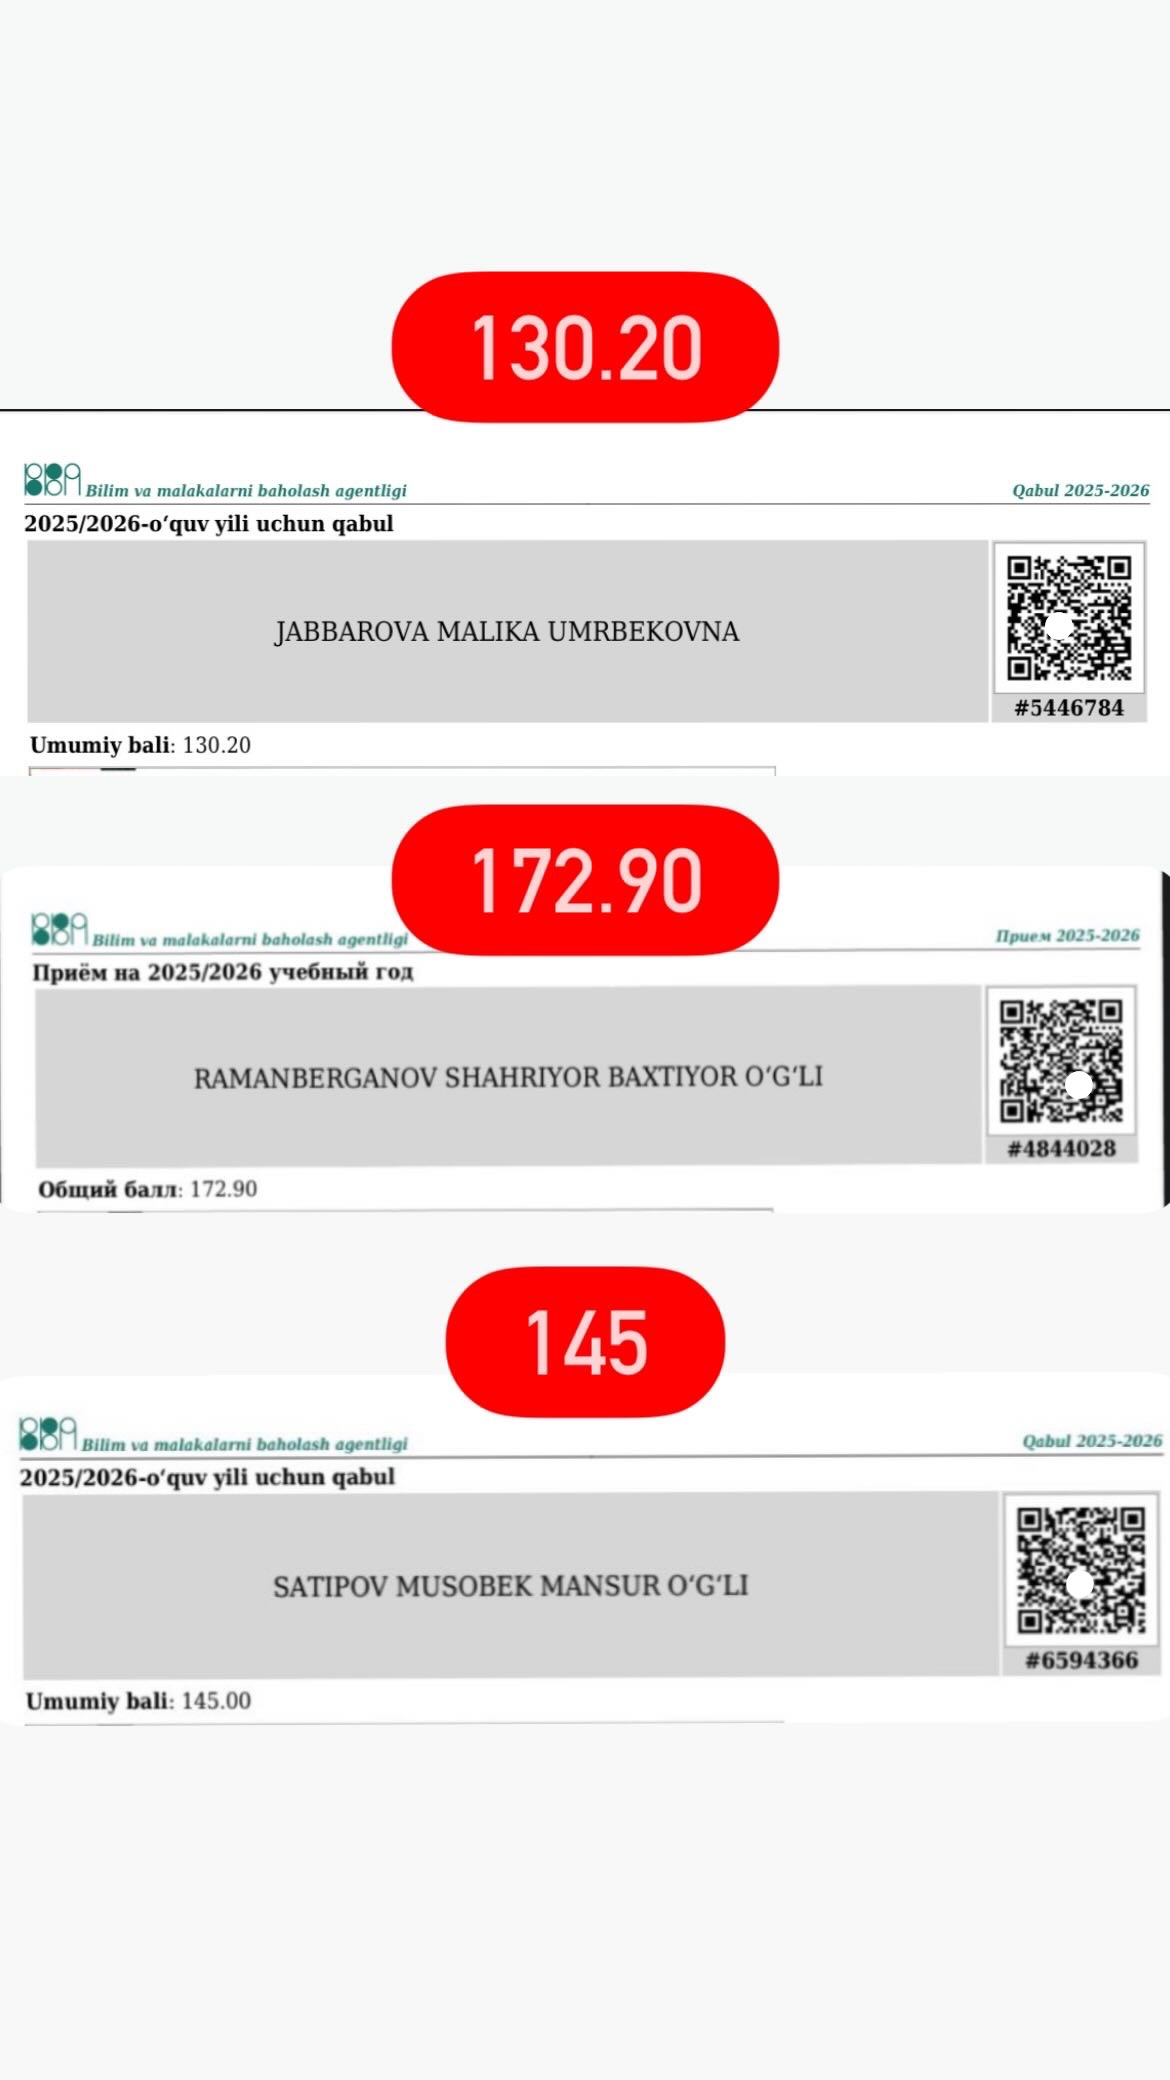 130.20
BBA Bilim va malakalarni baholash agentligi
Qabul 2025-2026
2025/2026-o‘quv yili uchun qabul
JABBAROVA MALIKA UMRBEKOVNA
#5446784
Umumiy bali: 130.20
172.90
BBA Bilim va malakalarni baholash agentligi
Прием 2025-2026
Приём на 2025/2026 учебный год
RAMANBERGANOV SHAHRIYOR BAXTIYOR O‘G‘LI
#4844028
Общий балл: 172.90
145
BBA Bilim va malakalarni baholash agentligi
Qabul 2025-2026
2025/2026-o‘quv yili uchun qabul
SATIPOV MUSOBEK MANSUR O‘G‘LI
#6594366
Umumiy bali: 145.00